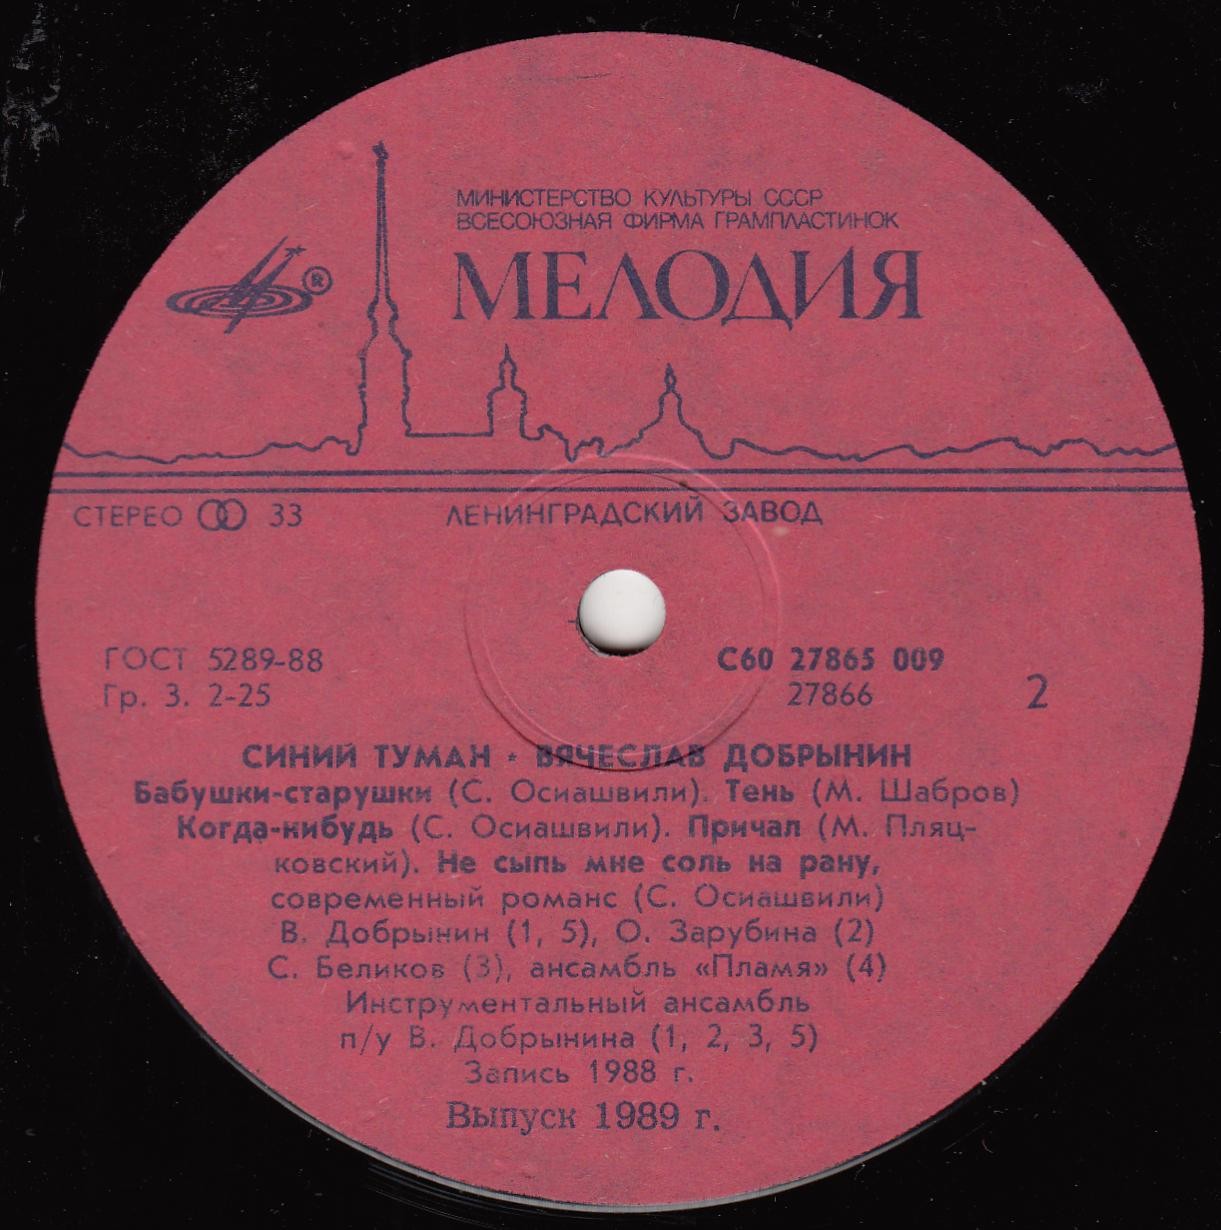 МИНИСТЕРСТВО КУЛЬТУРЫ СССР
ВСЕСОЮЗНАЯ ФИРМА ГРАМПЛАСТИНОК
МЕЛОДИЯ
®
СТЕРЕО 33
ЛЕНИНГРАДСКИЙ ЗАВОД
ГОСТ 5289-88
Гр. 3. 2-25
С60 27865 009
27866
2
СИНИЙ ТУМАН * ВЯЧЕСЛАВ ДОБРЫНИН
Бабушки-старушки (С. Осиашвили). Тень (М. Шабров)
Когда-нибудь (С. Осиашвили). Причал (М. Пляц-
ковский). Не сыпь мне соль на рану,
современный романс (С. Осиашвили)
В. Добрынин (1, 5), О. Зарубина (2)
С. Беликов (3), ансамбль «Пламя» (4)
Инструментальный ансамбль
п/у В. Добрынина (1, 2, 3, 5)
Запись 1988 г.
Выпуск 1989 г.